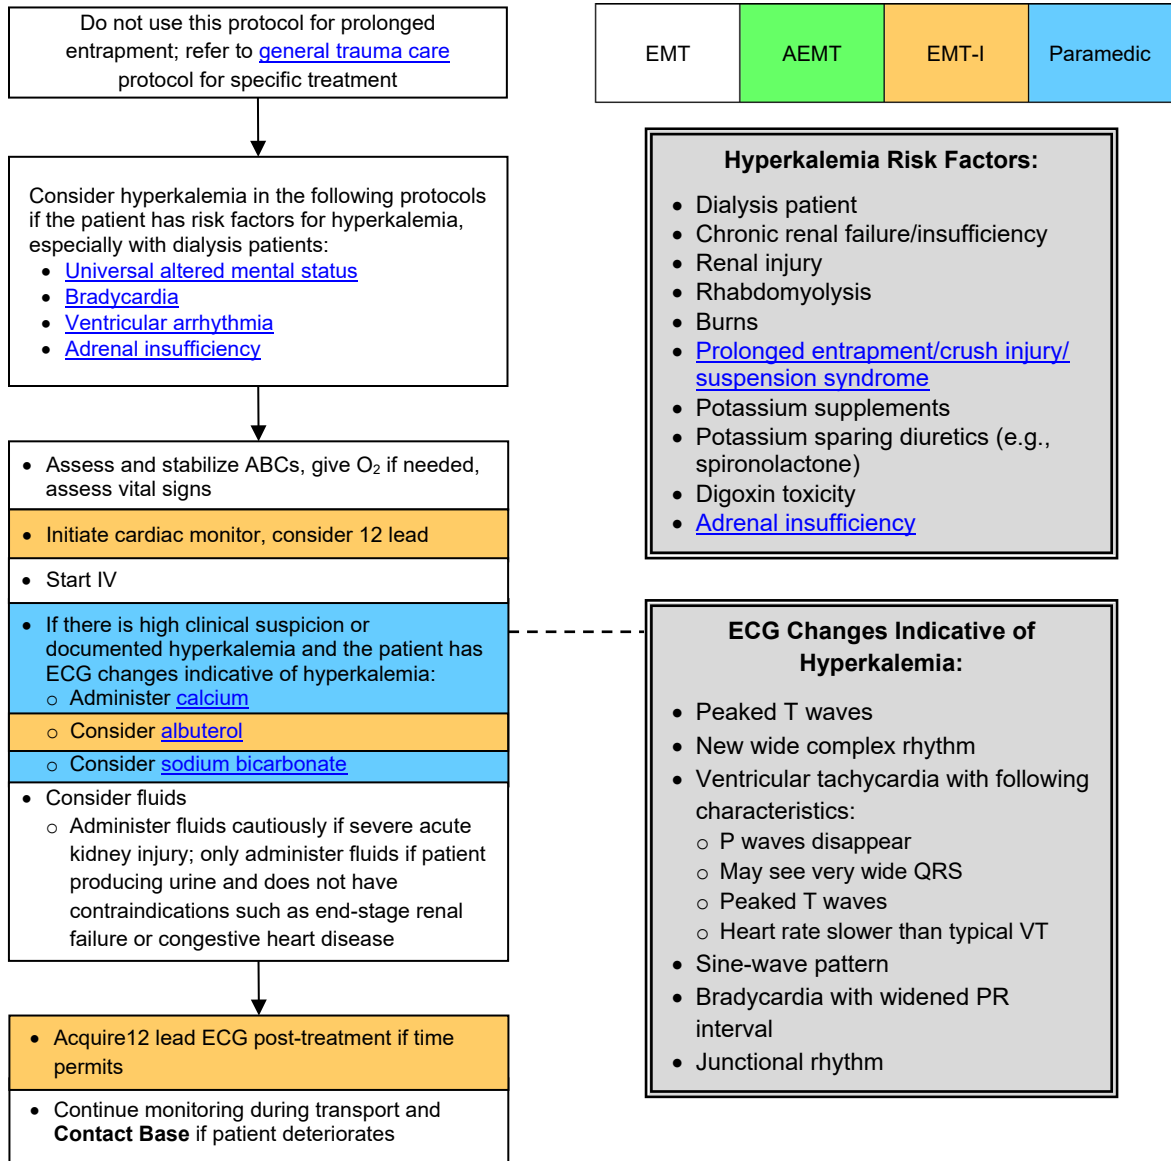 Do not use this protocol for prolonged
entrapment; refer to general trauma care
protocol for specific treatment
EMT
AEMT
EMT-I
Paramedic
Consider hyperkalemia in the following protocols
if the patient has risk factors for hyperkalemia,
especially with dialysis patients:
• Universal altered mental status
• Bradycardia
• Ventricular arrhythmia
• Adrenal insufficiency
• Assess and stabilize ABCs, give O₂ if needed,
assess vital signs
• Initiate cardiac monitor, consider 12 lead
• Start IV
• If there is high clinical suspicion or
documented hyperkalemia and the patient has
ECG changes indicative of hyperkalemia:
o Administer calcium
o Consider albuterol
o Consider sodium bicarbonate
• Consider fluids
o Administer fluids cautiously if severe acute
kidney injury; only administer fluids if patient
producing urine and does not have
contraindications such as end-stage renal
failure or congestive heart disease
• Acquire12 lead ECG post-treatment if time
permits
• Continue monitoring during transport and
Contact Base if patient deteriorates
Hyperkalemia Risk Factors:
• Dialysis patient
• Chronic renal failure/insufficiency
• Renal injury
• Rhabdomyolysis
• Burns
• Prolonged entrapment/crush injury/
suspension syndrome
• Potassium supplements
• Potassium sparing diuretics (e.g.,
spironolactone)
• Digoxin toxicity
• Adrenal insufficiency
ECG Changes Indicative of
Hyperkalemia:
• Peaked T waves
• New wide complex rhythm
• Ventricular tachycardia with following
characteristics:
o P waves disappear
o May see very wide QRS
o Peaked T waves
o Heart rate slower than typical VT
• Sine-wave pattern
• Bradycardia with widened PR
interval
• Junctional rhythm